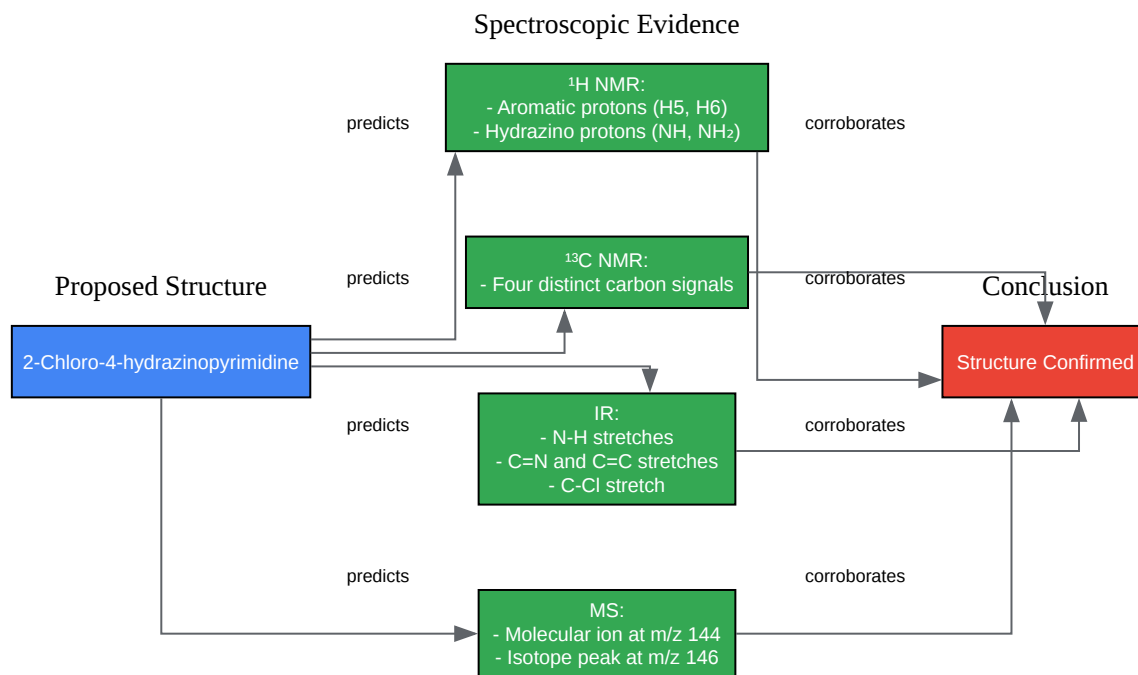 Spectroscopic Evidence
¹H NMR:
- Aromatic protons (H5, H6)
- Hydrazino protons (NH, NH₂)
predicts
corroborates
¹³C NMR:
- Four distinct carbon signals
predicts
corroborates
Proposed Structure
Conclusion
2-Chloro-4-hydrazinopyrimidine
Structure Confirmed
IR:
- N-H stretches
- C=N and C=C stretches
- C-Cl stretch
predicts
corroborates
predicts
corroborates
MS:
- Molecular ion at m/z 144
- Isotope peak at m/z 146